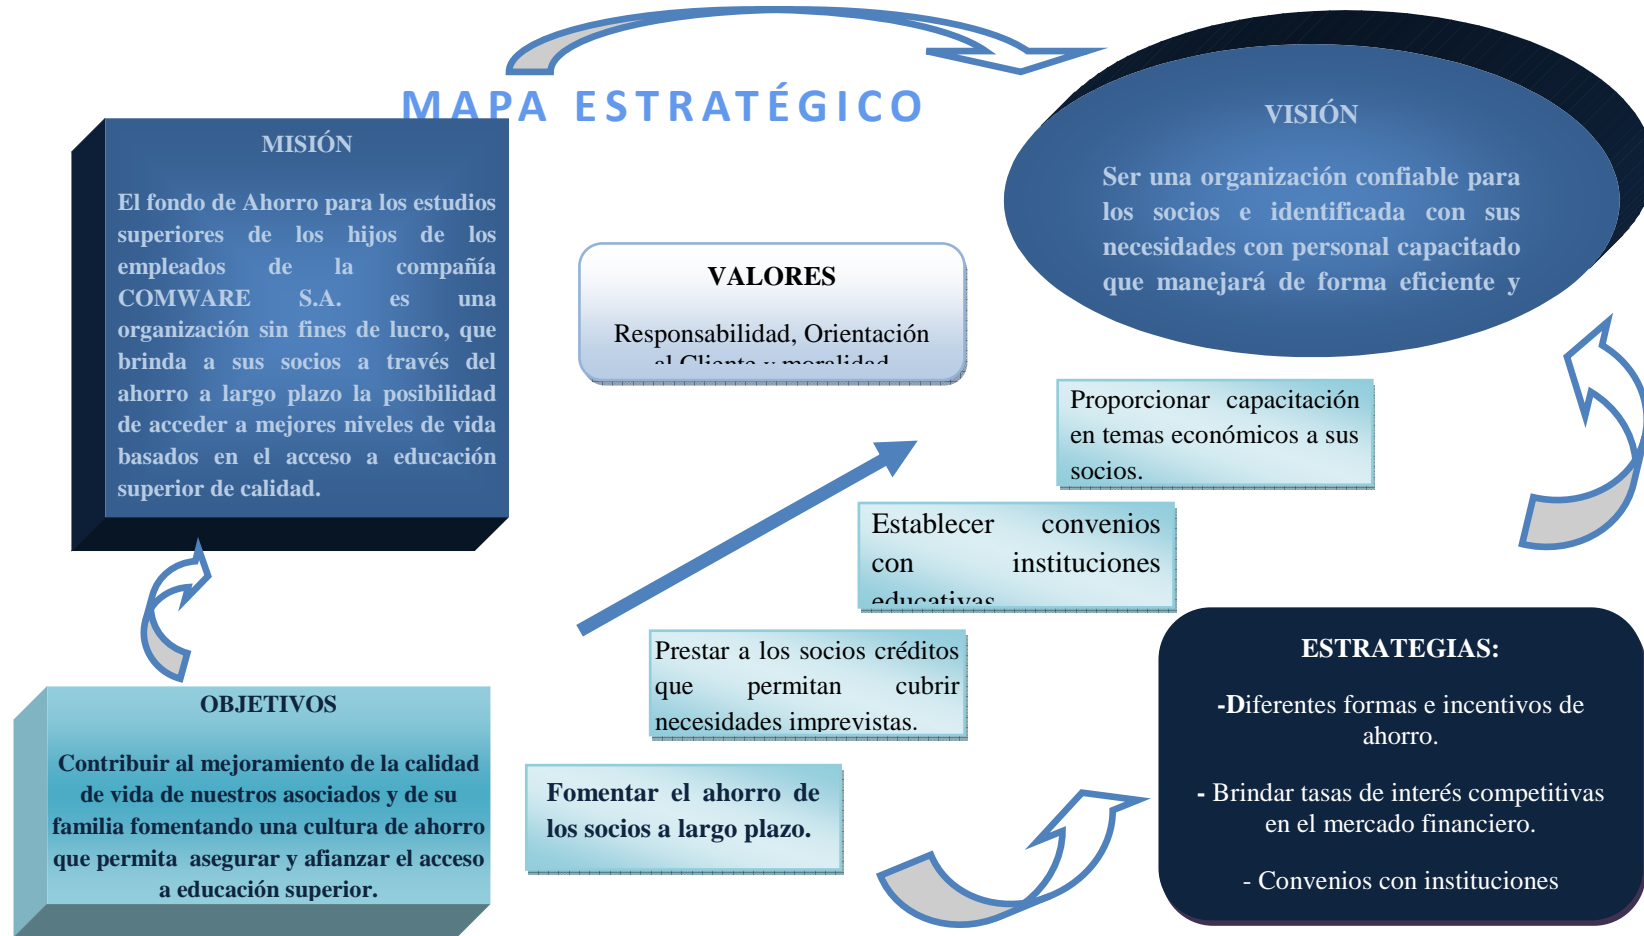 MAPA ESTRATÉGICO
MISIÓN
El fondo de Ahorro para los estudios
superiores de los hijos de los
empleados de la compañía
COMWARE S.A. es una
organización sin fines de lucro, que
brinda a sus socios a través del
ahorro a largo plazo la posibilidad
de acceder a mejores niveles de vida
basados en el acceso a educación
superior de calidad.
VISIÓN
Ser una organización confiable para
los socios e identificada con sus
necesidades con personal capacitado
que manejará de forma eficiente y
VALORES
Responsabilidad, Orientación
al Cliente y moralidad
Proporcionar capacitación
en temas económicos a sus
socios.
Establecer convenios
con instituciones
educativas
Prestar a los socios créditos
que permitan cubrir
necesidades imprevistas.
Fomentar el ahorro de
los socios a largo plazo.
OBJETIVOS
Contribuir al mejoramiento de la calidad
de vida de nuestros asociados y de su
familia fomentando una cultura de ahorro
que permita asegurar y afianzar el acceso
a educación superior.
ESTRATEGIAS:
-Diferentes formas e incentivos de
ahorro.
- Brindar tasas de interés competitivas
en el mercado financiero.
- Convenios con instituciones